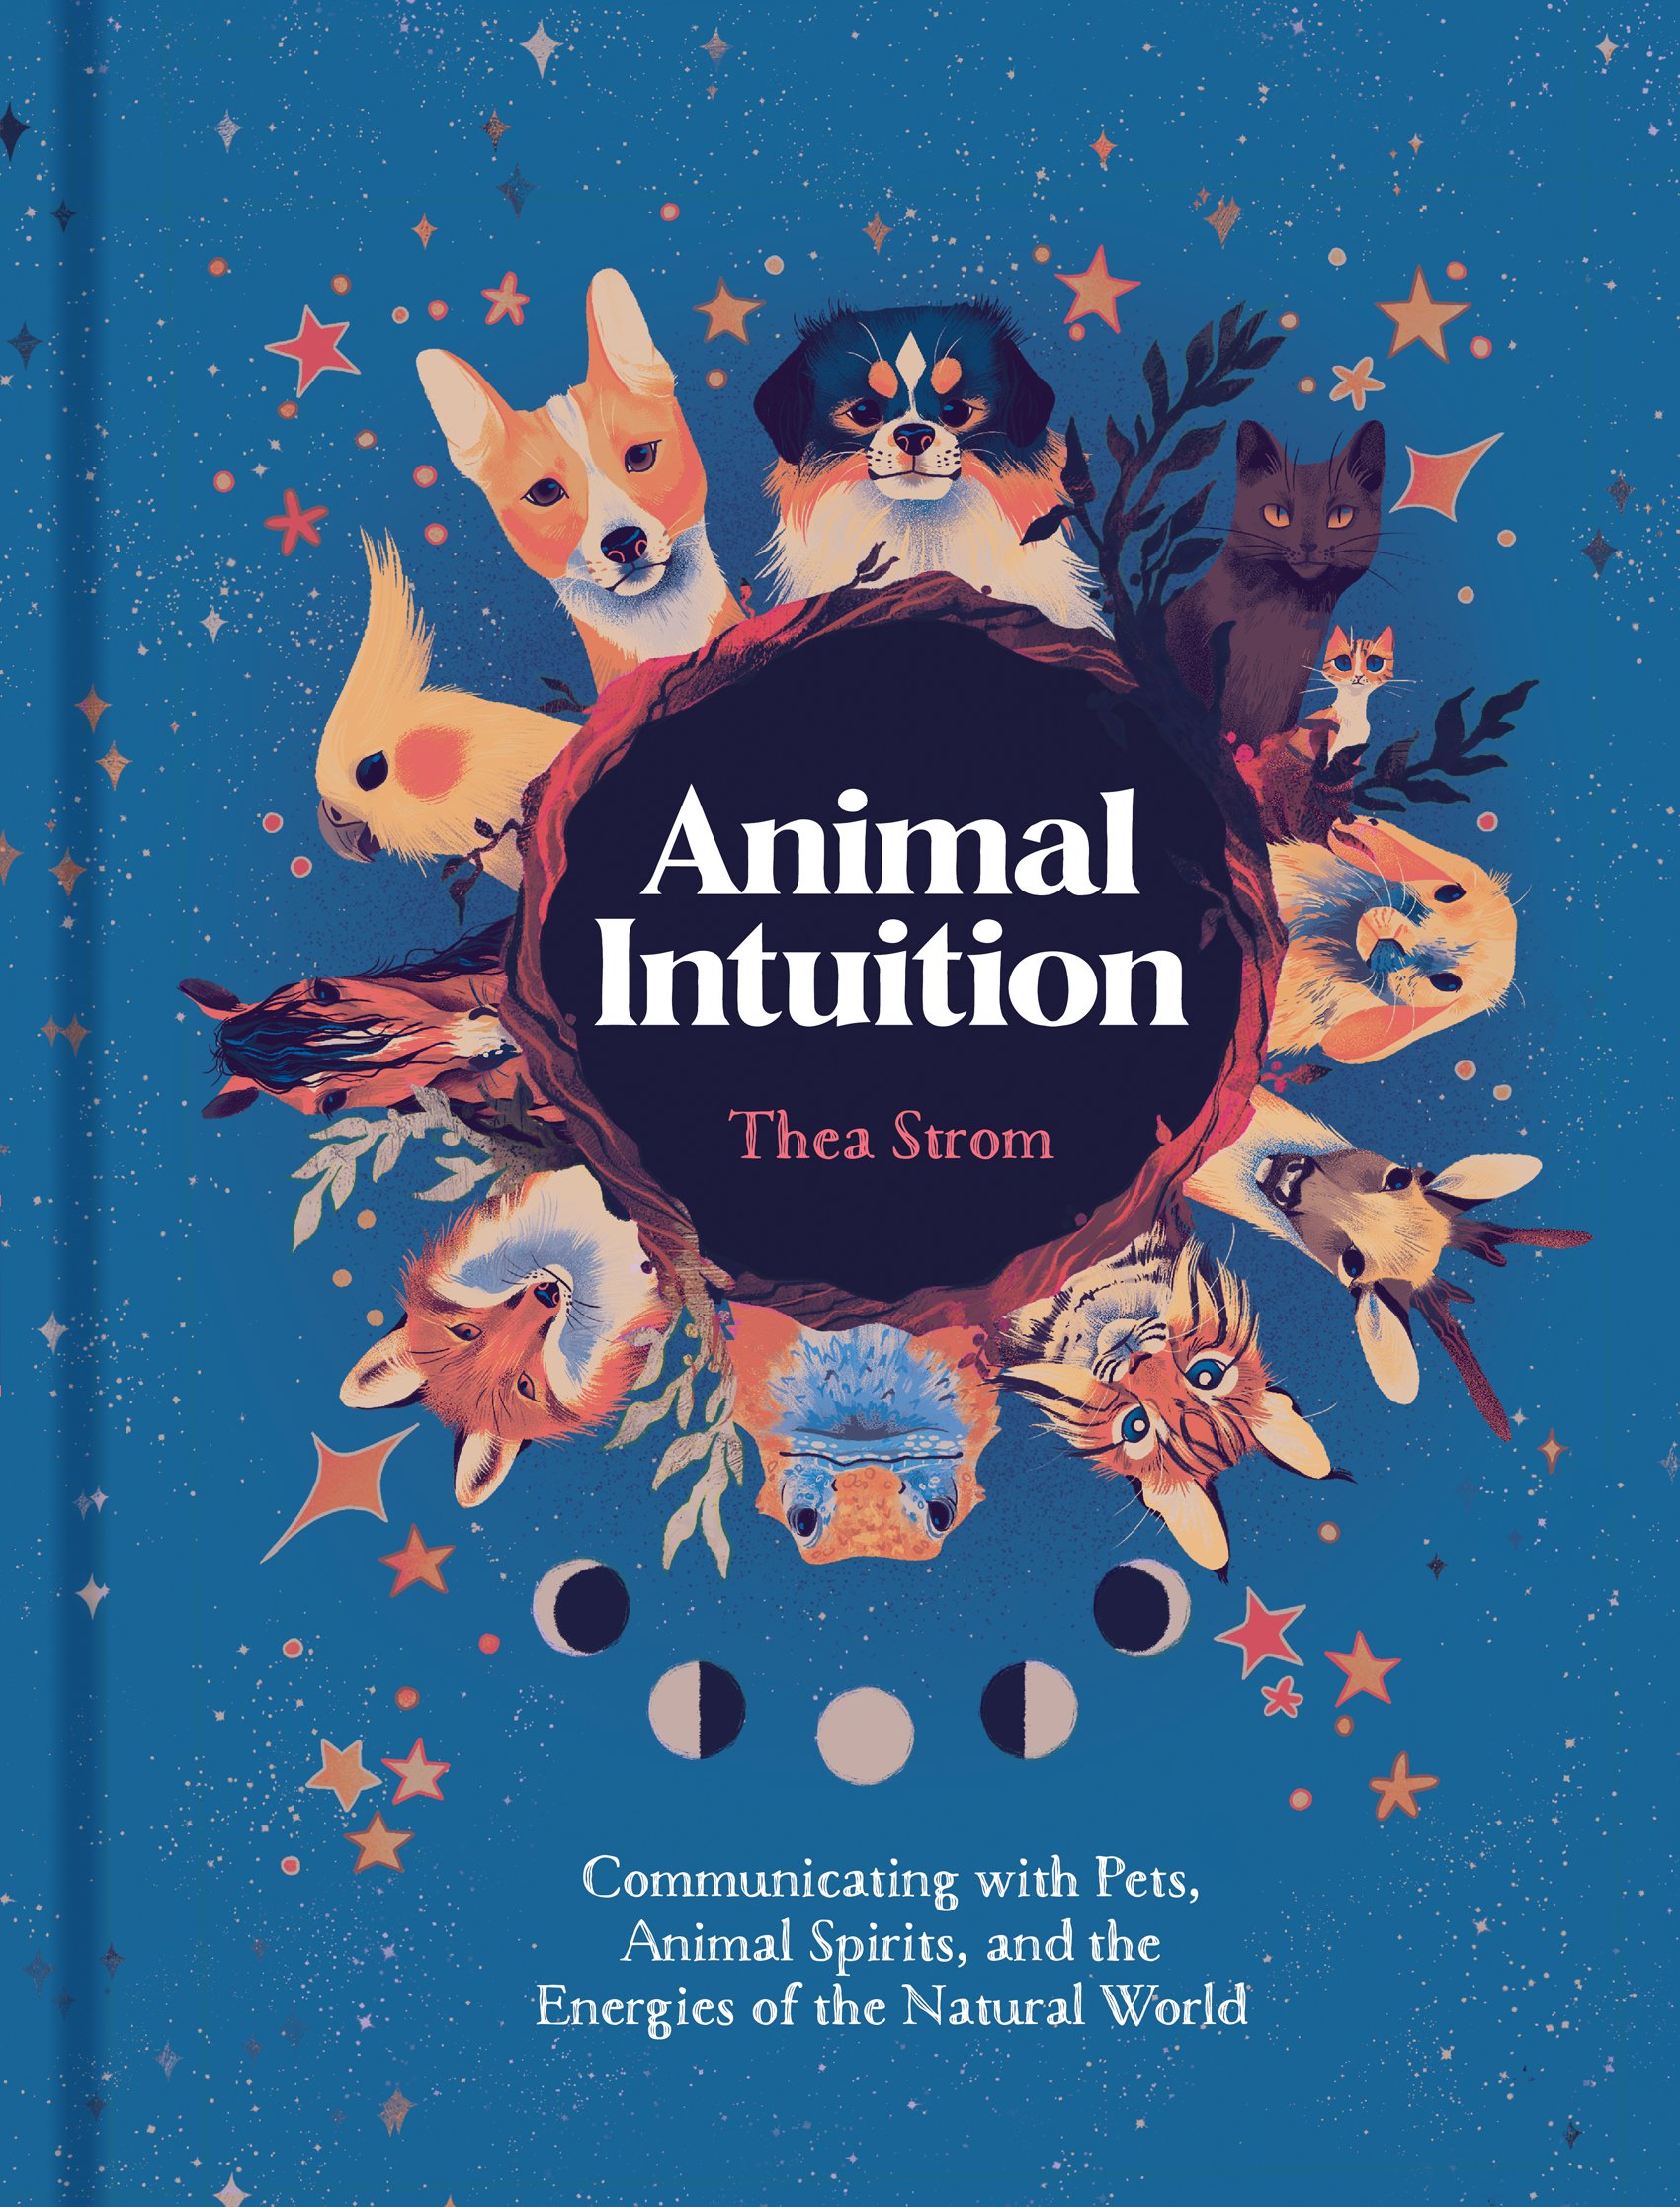 Animal
Intuition
Thea Strom
Communicating with Pets,
Animal Spirits, and the
Energies of the Natural World